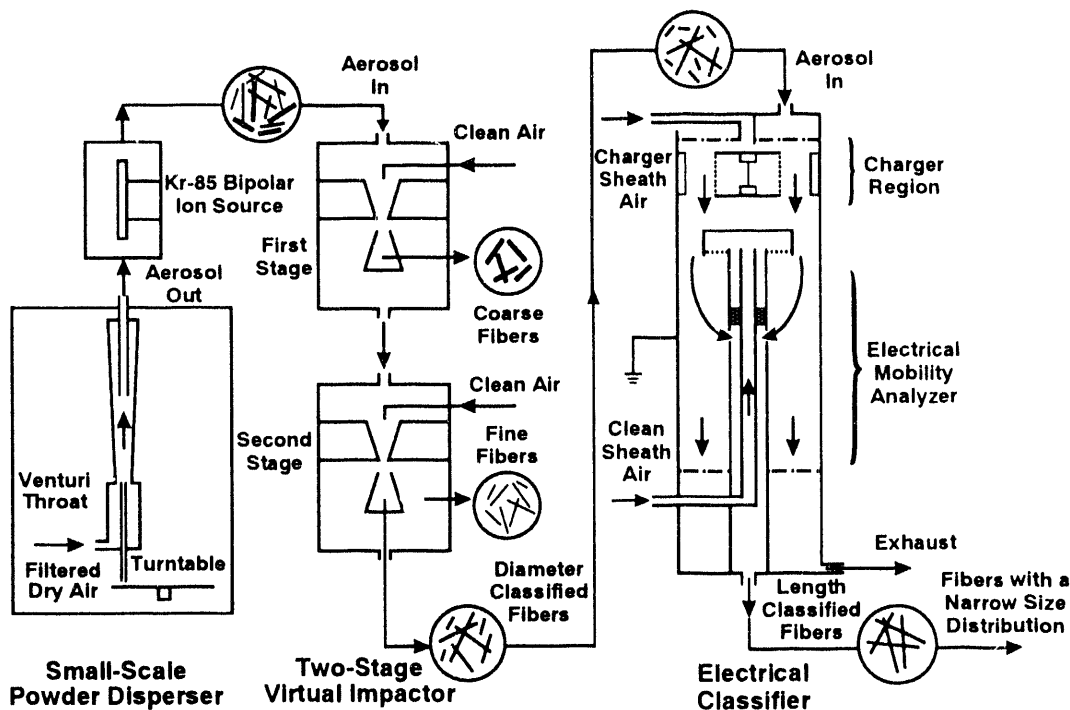 Kr-85 Bipolar
Ion Source
Aerosol
Out
Venturi
Throat
Filtered
Dry Air
Turntable
Small-Scale
Powder Disperser
Aerosol
In
Clean Air
First
Stage
Coarse
Fibers
Clean Air
Second
Stage
Fine
Fibers
Diameter
Classified
Fibers
Two-Stage
Virtual Impactor
Aerosol
In
Charger
Sheath
Air
Charger
Region
Electrical
Mobility
Analyzer
Clean
Sheath
Air
Exhaust
Length
Classified
Fibers
Fibers with a
Narrow Size
Distribution
Electrical
Classifier